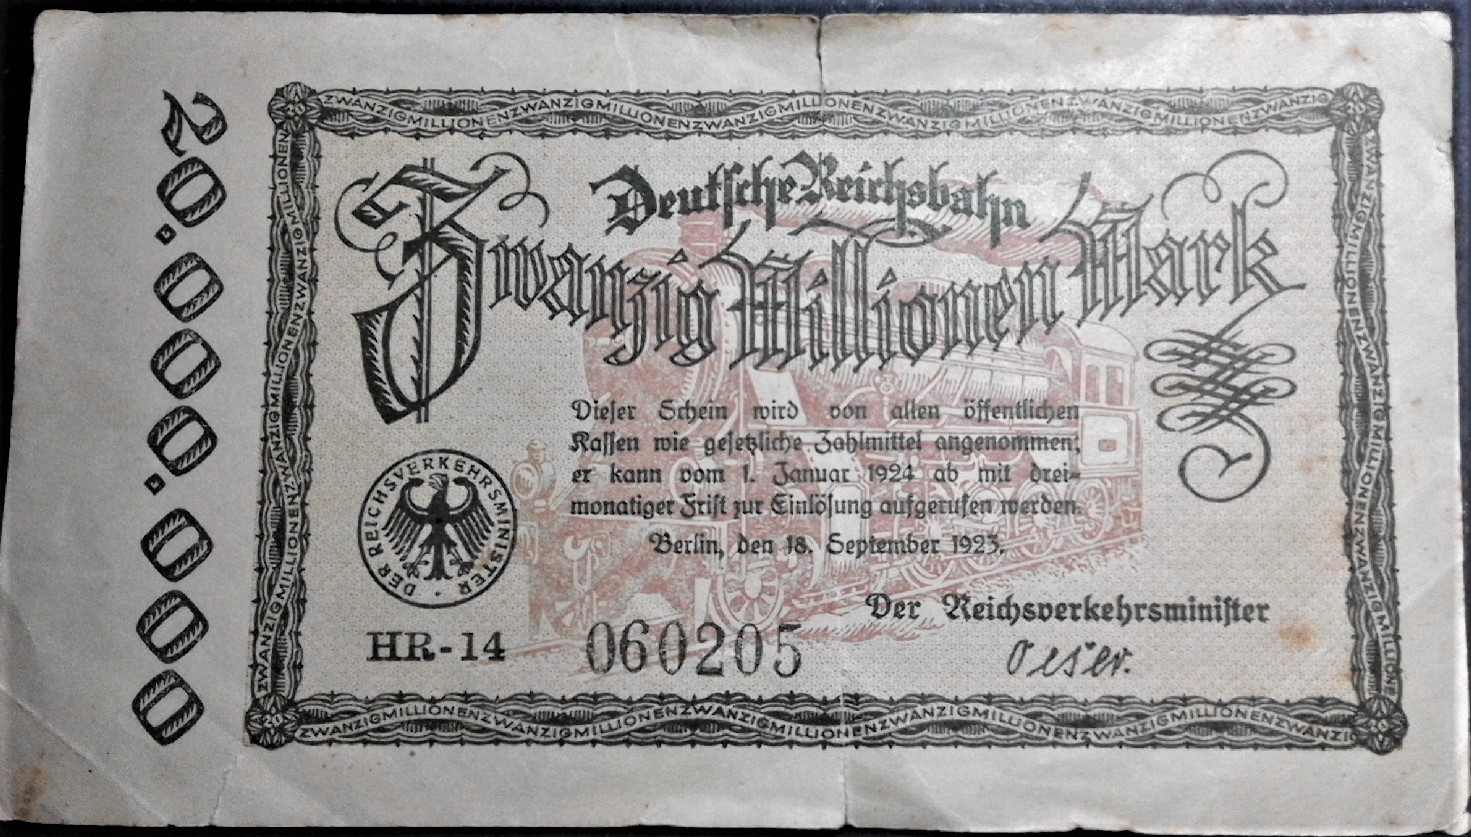 20.000.000
ZWANZIGMILLIONENZWANZIGMILLIONENZWANZIGMILLIONENZWANZIGMILLIONENZWANZIG
Deutsche Reichsbahn
Zwanzig Millionen Mark
Dieser Schein wird von allen öffentlichen
Kassen wie gesetzliche Zahlmittel angenommen;
er kann vom 1. Januar 1924 ab mit drei-
monatiger Frist zur Einlösung aufgerufen werden.
Berlin, den 18. September 1923.
DER REICHSVERKEHRSMINISTER
Der Reichsverkehrsminister
Oeser.
HR-14 060205
ZWANZIGMILLIONENZWANZIGMILLIONENZWANZIGMILLIONENZWANZIGMILLIONENZWANZIG